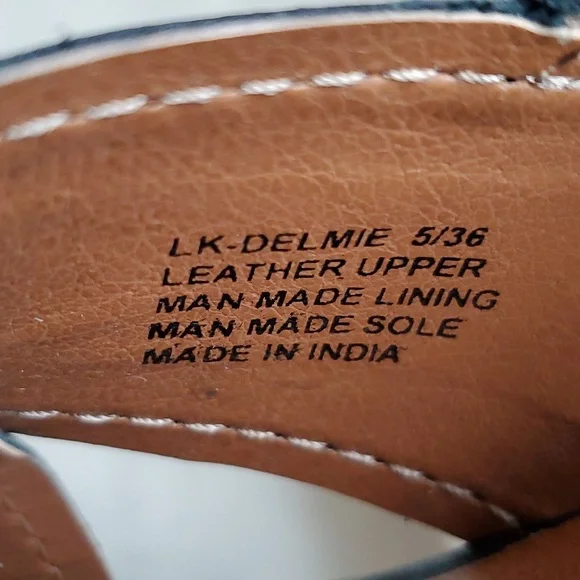 LK-DELMIE 5/36
LEATHER UPPER
MAN MADE LINING
MAN MADE SOLE
MADE IN INDIA